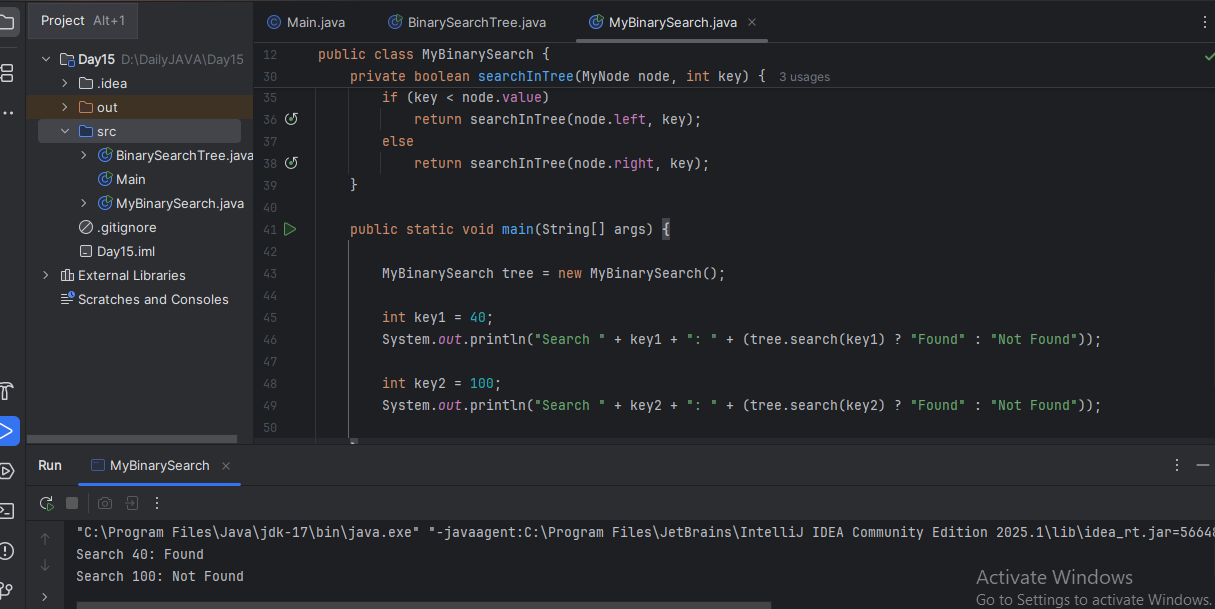 Project Alt+1
Main.java BinarySearchTree.java MyBinarySearch.java
Day15 D:\DailyJAVA\Day15
.idea
out
src
BinarySearchTree.java
Main
MyBinarySearch.java
.gitignore
Day15.iml
External Libraries
Scratches and Consoles
12 public class MyBinarySearch {
30 private boolean searchInTree(MyNode node, int key) { 3 usages
35 if (key < node.value)
36 return searchInTree(node.left, key);
37 else
38 return searchInTree(node.right, key);
39 }
40
41 public static void main(String[] args) {
42
43 MyBinarySearch tree = new MyBinarySearch();
44
45 int key1 = 40;
46 System.out.println("Search " + key1 + ": " + (tree.search(key1) ? "Found" : "Not Found"));
47
48 int key2 = 100;
49 System.out.println("Search " + key2 + ": " + (tree.search(key2) ? "Found" : "Not Found"));
50
Run MyBinarySearch
"C:\Program Files\Java\jdk-17\bin\java.exe" "-javaagent:C:\Program Files\JetBrains\IntelliJ IDEA Community Edition 2025.1\lib\idea_rt.jar=5664
Search 40: Found
Search 100: Not Found
Activate Windows
Go to Settings to activate Windows.